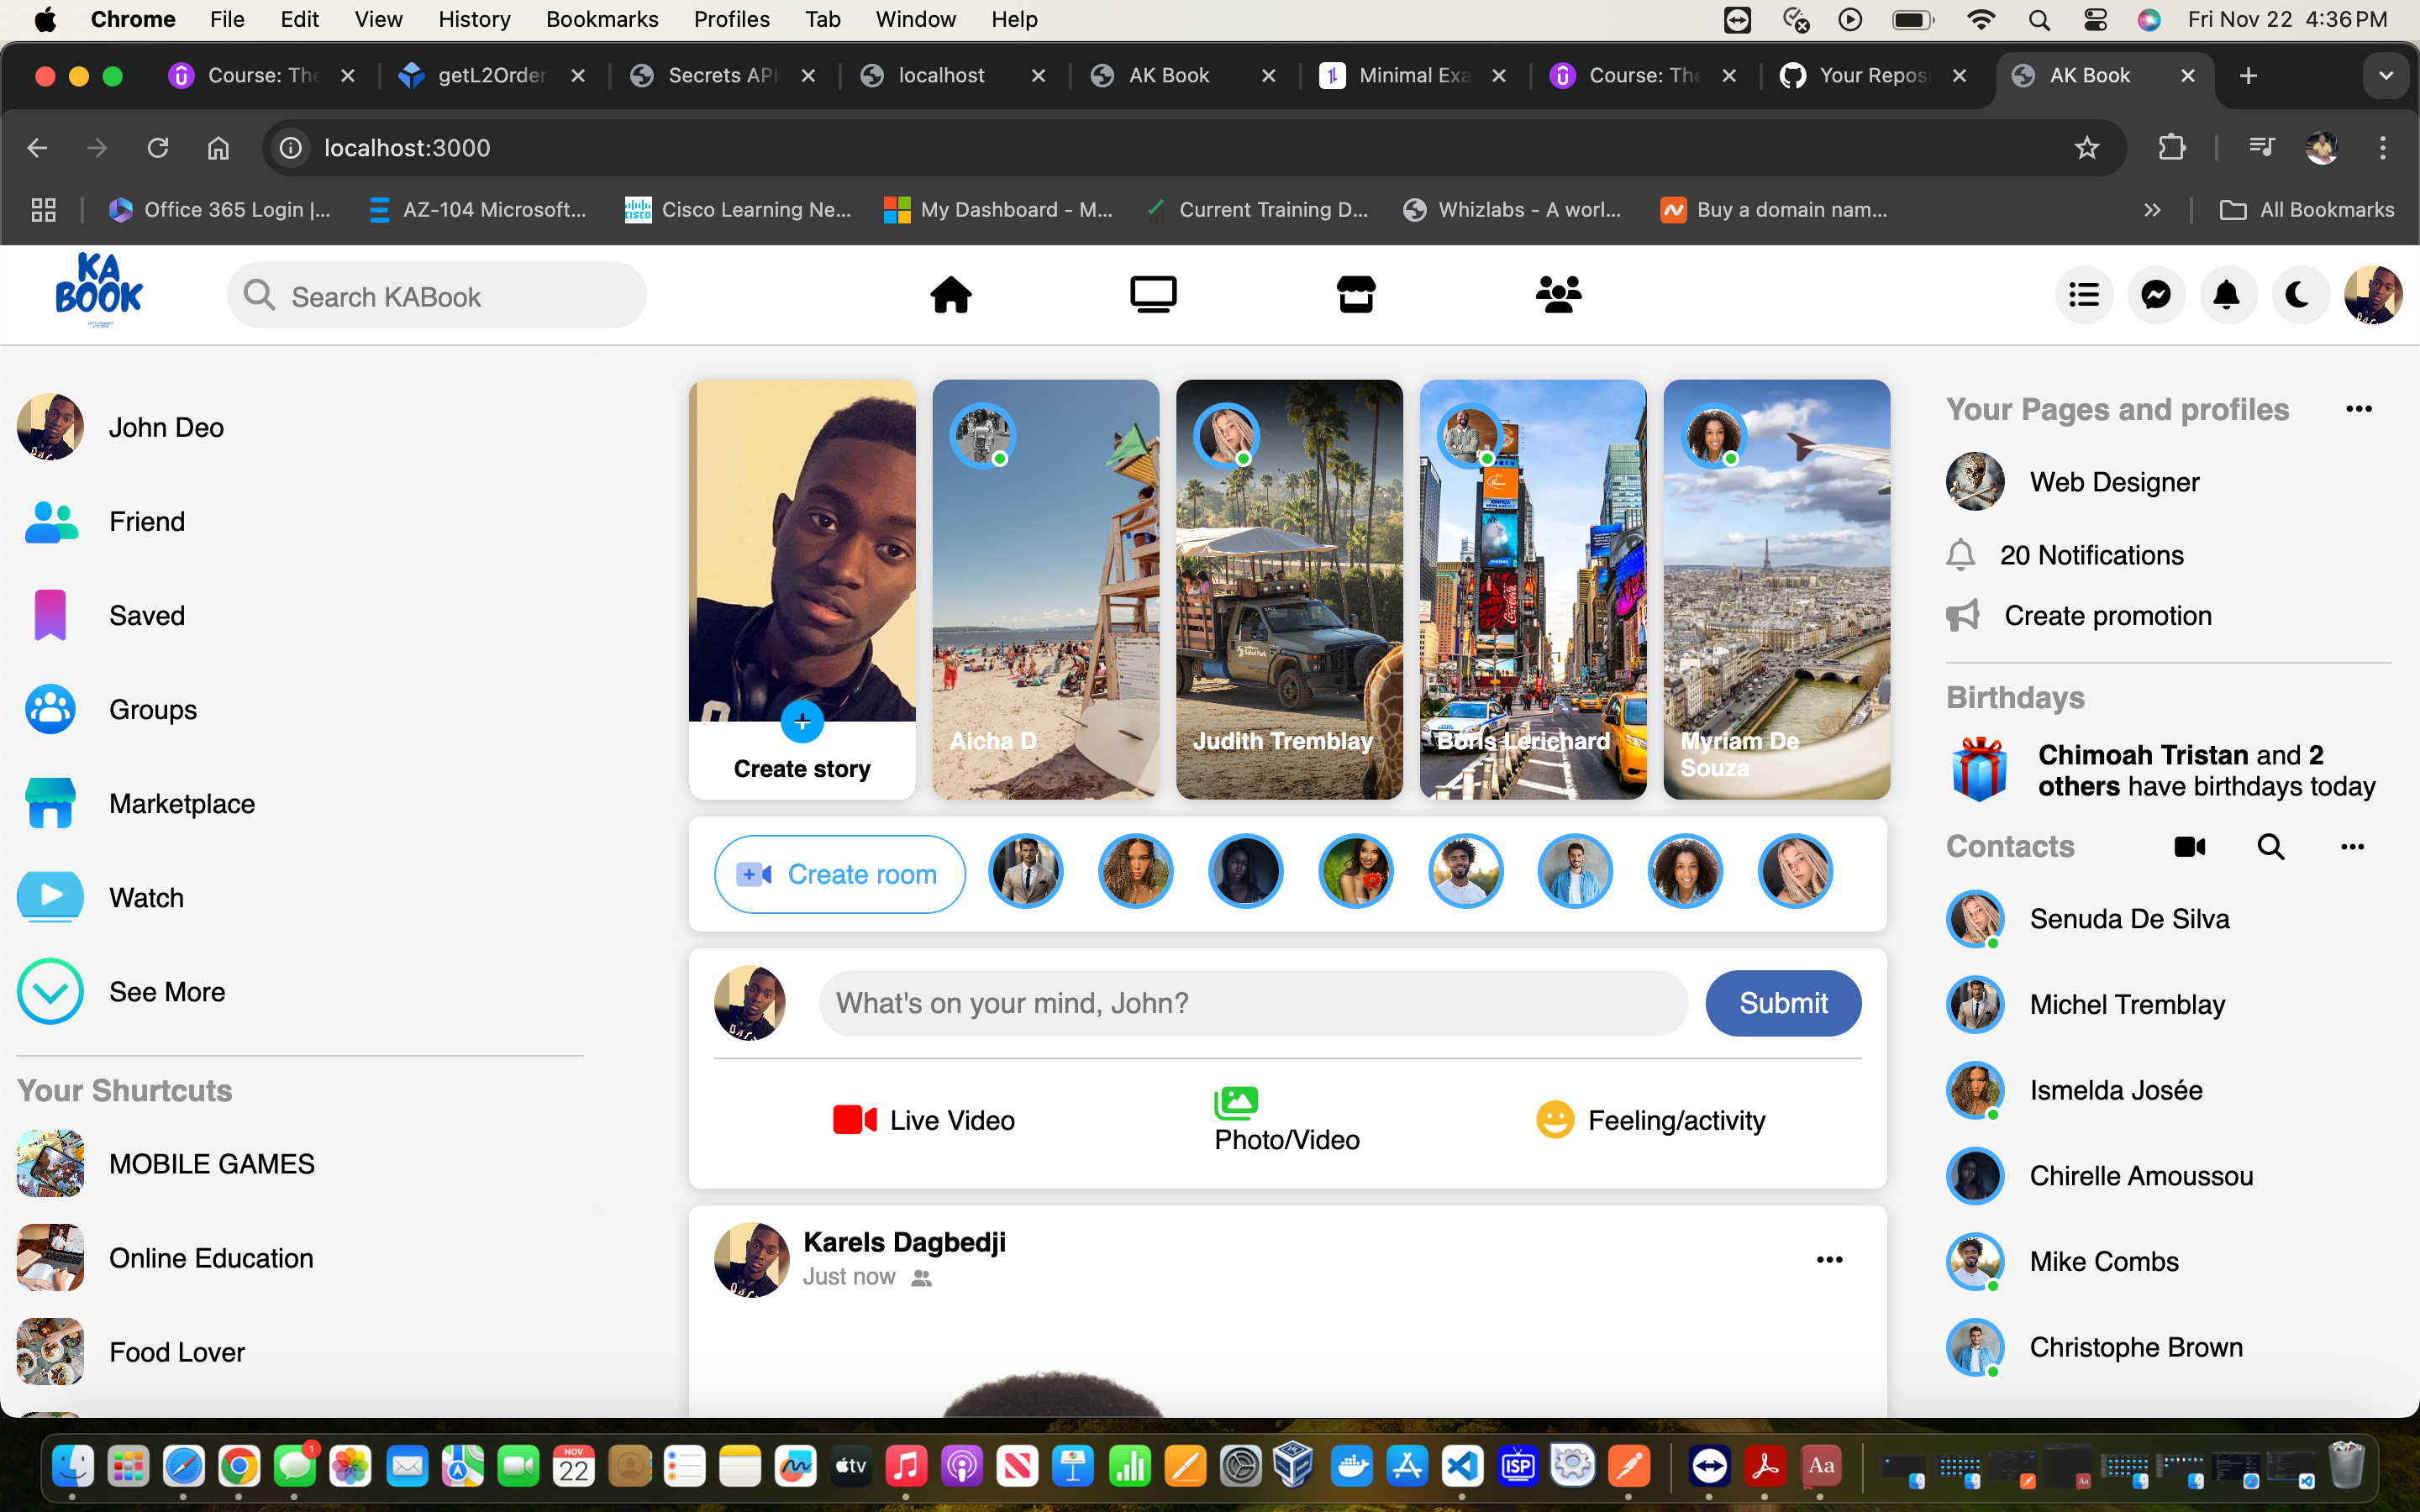 Chrome File Edit View History Bookmarks Profiles Tab Window Help Fri Nov 22 4:36 PM
Course: The getL2Order Secrets API localhost AK Book Minimal Exa Course: The Your Repos AK Book
localhost:3000
Office 365 Login |... AZ-104 Microsoft... Cisco Learning Ne... My Dashboard - M... Current Training D... Whizlabs - A worl... Buy a domain nam... All Bookmarks
KA
BOOK
Search KABook
John Deo
Friend
Saved
Groups
Marketplace
Watch
See More
Your Shurtcuts
MOBILE GAMES
Online Education
Food Lover
Create story
Aicha D
Judith Tremblay
Boris Lerichard
Myriam De
Souza
Create room
What's on your mind, John?
Submit
Live Video
Photo/Video
Feeling/activity
Karels Dagbedji
Just now
Your Pages and profiles
Web Designer
20 Notifications
Create promotion
Birthdays
Chimoah Tristan and 2
others have birthdays today
Contacts
Senuda De Silva
Michel Tremblay
Ismelda Josée
Chirelle Amoussou
Mike Combs
Christophe Brown
1
NOV
22
tv
ISP
Aa